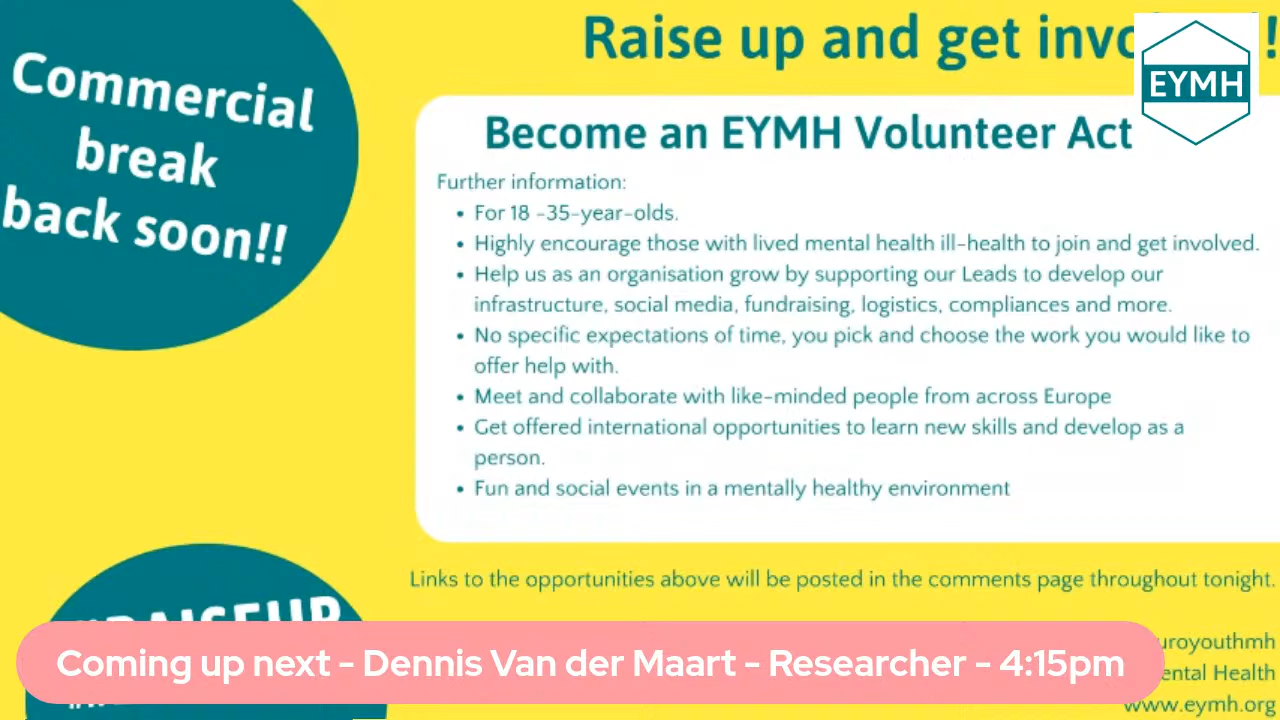 Commercial
break
back soon!!
Raise up and get
EYMH
Become an EYMH Volunteer Act
Further information:
• For 18 -35-year-olds.
• Highly encourage those with lived mental health ill-health to join and get involved.
• Help us as an organisation grow by supporting our Leads to develop our
infrastructure, social media, fundraising, logistics, compliances and more.
• No specific expectations of time, you pick and choose the work you would like to
offer help with.
• Meet and collaborate with like-minded people from across Europe
• Get offered international opportunities to learn new skills and develop as a
person.
• Fun and social events in a mentally healthy environment
Links to the opportunities above will be posted in the comments page throughout tonight.
#RAISEUP
Coming up next - Dennis Van der Maart - Researcher - 4:15pm
uroyouthmh
ental Health
www.eymh.org